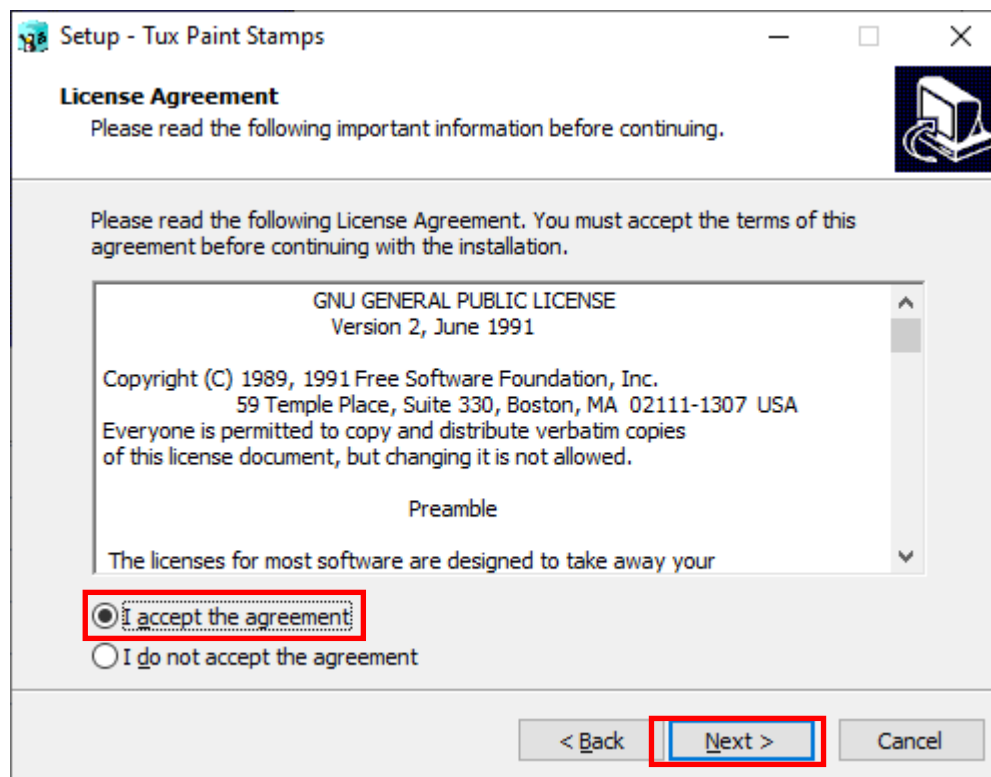 Setup - Tux Paint Stamps
License Agreement
Please read the following important information before continuing.
Please read the following License Agreement. You must accept the terms of this
agreement before continuing with the installation.
GNU GENERAL PUBLIC LICENSE
Version 2, June 1991
Copyright (C) 1989, 1991 Free Software Foundation, Inc.
59 Temple Place, Suite 330, Boston, MA 02111-1307 USA
Everyone is permitted to copy and distribute verbatim copies
of this license document, but changing it is not allowed.
Preamble
The licenses for most software are designed to take away your
I accept the agreement
I do not accept the agreement
< Back Next > Cancel